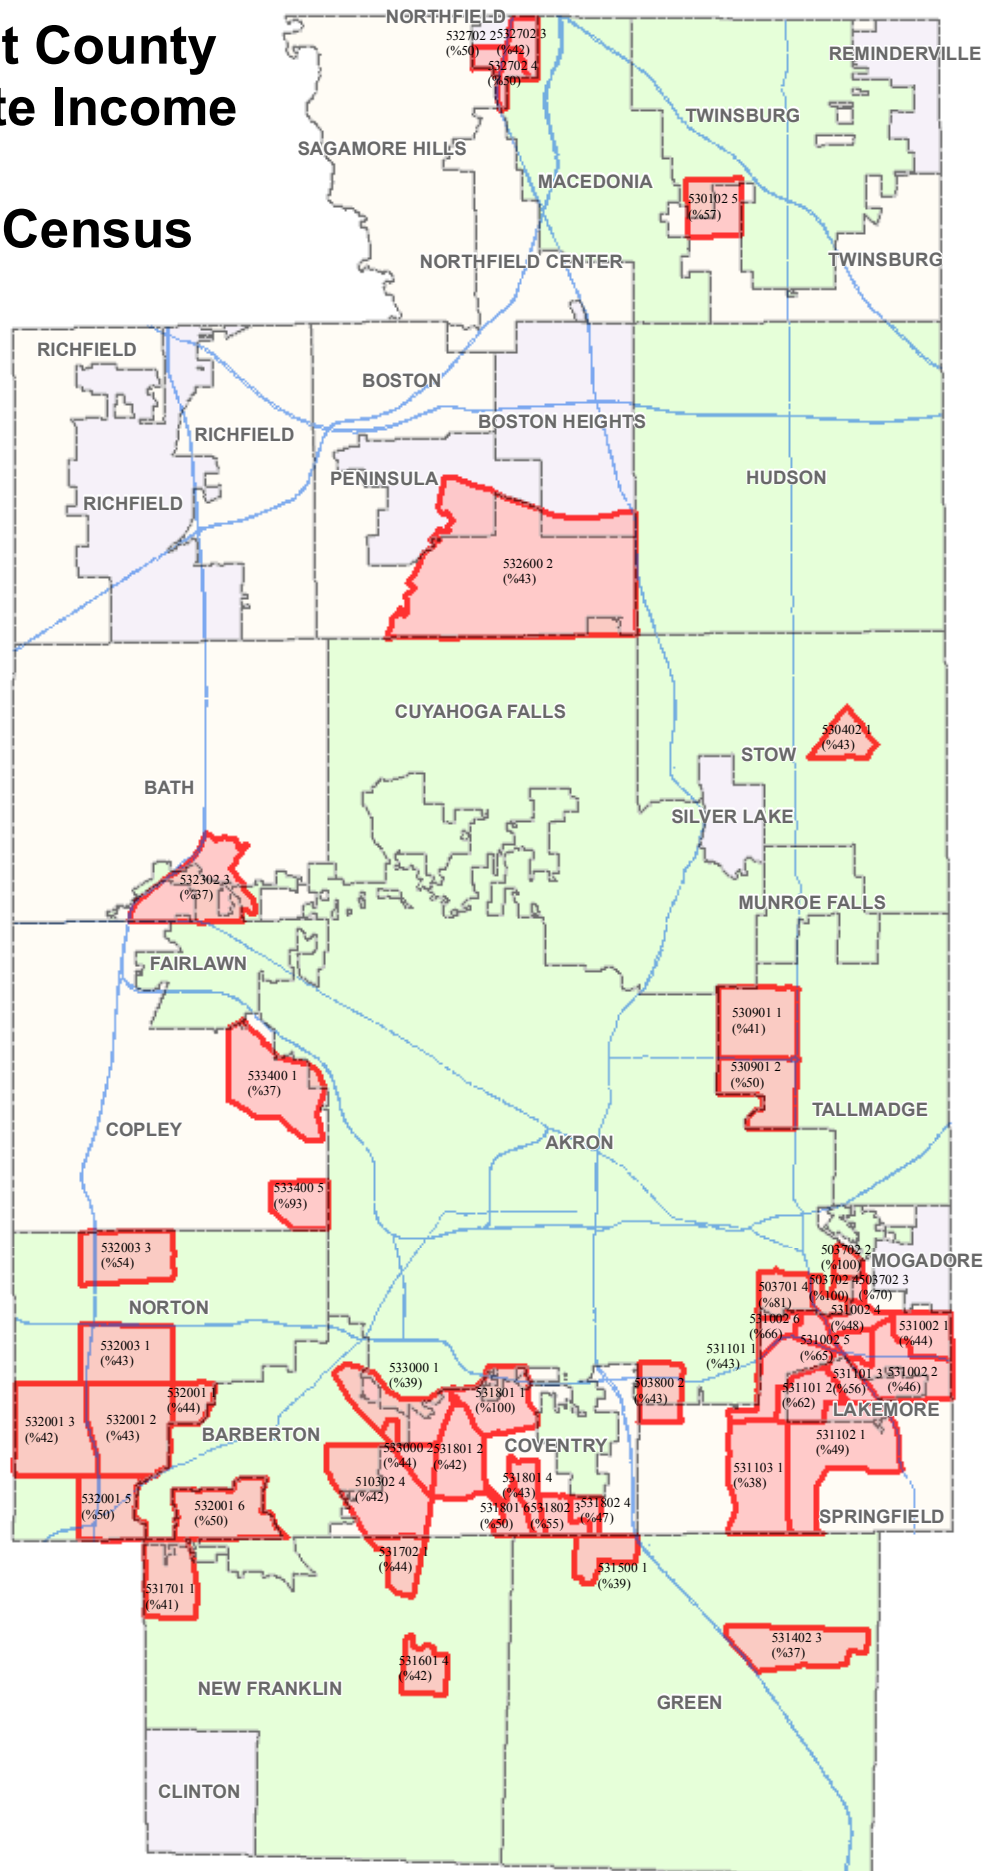 t County
te Income
Census
NORTHFIELD
532702 2
(%50)
532702 3
(%42)
532702 4
(%50)
REMINDERVILLE
TWINSBURG
SAGAMORE HILLS
MACEDONIA
530102 5
(%57)
NORTHFIELD CENTER
TWINSBURG
RICHFIELD
BOSTON
BOSTON HEIGHTS
RICHFIELD
PENINSULA
HUDSON
RICHFIELD
532600 2
(%43)
CUYAHOGA FALLS
530402 1
(%43)
STOW
BATH
SILVER LAKE
532302 3
(%37)
MUNROE FALLS
FAIRLAWN
530901 1
(%41)
533400 1
(%37)
530901 2
(%50)
TALLMADGE
COPLEY
AKRON
533400 5
(%93)
532003 3
(%54)
503702 2
(%100)
MOGADORE
503701 4
(%81)
503702 4
(%100)
503702 3
(%70)
NORTON
531002 4
(%48)
531002 6
(%66)
531002 1
(%44)
532003 1
(%43)
531002 5
(%65)
531101 1
(%43)
533000 1
(%39)
531101 3
(%56)
531002 2
(%46)
503800 2
(%43)
531101 2
(%62)
532001 1
(%44)
531801 1
(%100)
LAKEMORE
532001 3
(%42)
532001 2
(%43)
BARBERTON
COVENTRY
531102 1
(%49)
533000 2
(%44)
531801 2
(%42)
531103 1
(%38)
510302 4
(%42)
531801 4
(%43)
532001 5
(%50)
532001 6
(%50)
531801 6
(%50)
531802 3
(%55)
531802 4
(%47)
SPRINGFIELD
531702 1
(%44)
531500 1
(%39)
531701 1
(%41)
531402 3
(%37)
531601 4
(%42)
NEW FRANKLIN
GREEN
CLINTON